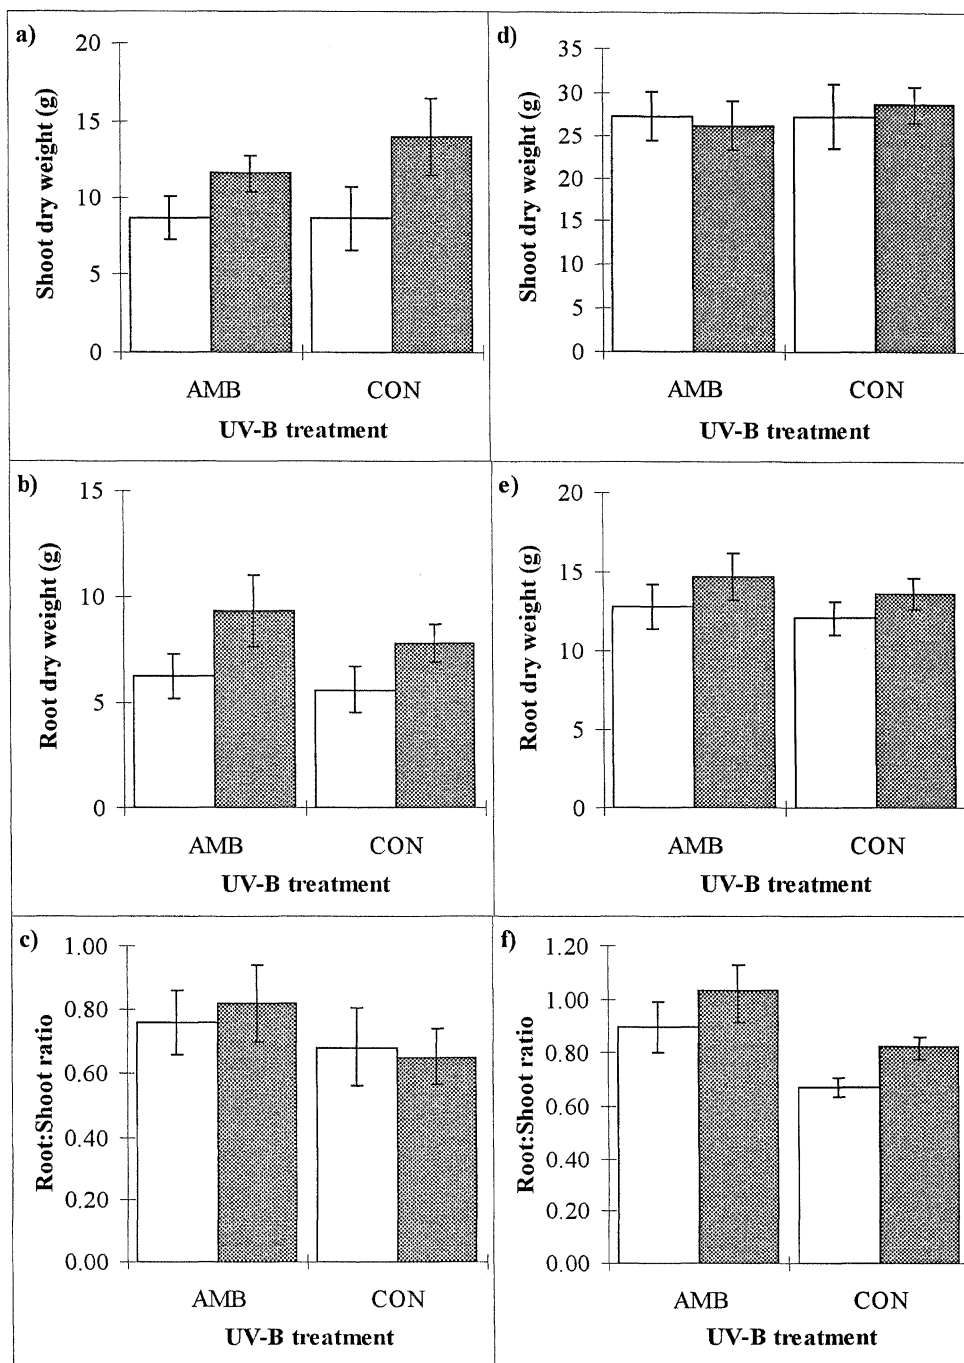 a)
Shoot dry weight (g)
20
15
10
5
0
AMB
CON
UV-B treatment
d)
Shoot dry weight (g)
35
30
25
20
15
10
5
0
AMB
CON
UV-B treatment
b)
Root dry weight (g)
15
10
5
0
AMB
CON
UV-B treatment
e)
Root dry weight (g)
20
15
10
5
0
AMB
CON
UV-B treatment
c)
Root:Shoot ratio
1.00
0.80
0.60
0.40
0.20
0.00
AMB
CON
UV-B treatment
f)
Root:Shoot ratio
1.20
1.00
0.80
0.60
0.40
0.20
0.00
AMB
CON
UV-B treatment